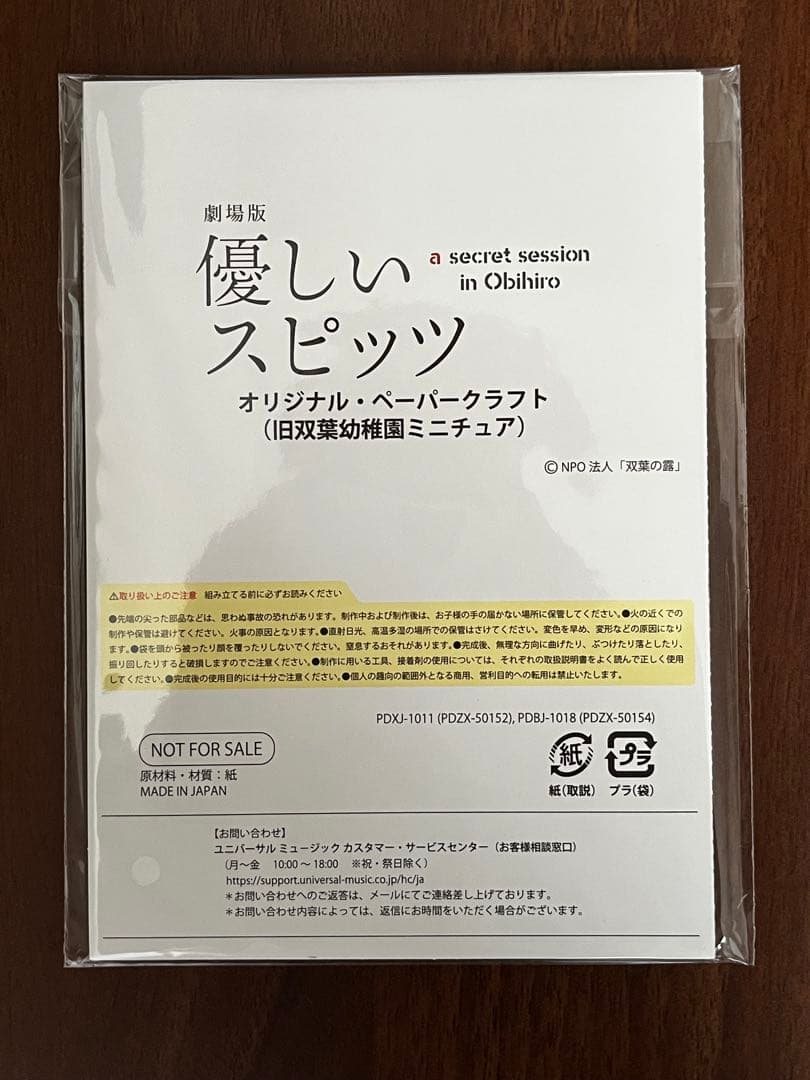 劇場版
優しい
スピッツ
a secret session
in Obihiro
オリジナル・ペーパークラフト
（旧双葉幼稚園ミニチュア）
Ⓒ NPO 法人「双葉の露」
⚠取り扱い上のご注意 組み立てる前に必ずお読みください
●先端の尖った部品などは、思わぬ事故の恐れがあります。制作中および制作後は、お子様の手の届かない場所に保管してください。●火の近くでの
制作や保管は避けてください。火事の原因となります。●直射日光、高温多湿の場所での保管はさけてください。変色を早め、変形などの原因になり
ます。●袋を頭から被ったり顔を覆ったりしないでください。窒息するおそれがあります。●完成後、無理な方向に曲げたり、ぶつけたり落としたり、
振り回したりすると破損しますのでご注意ください。●制作に用いる工具、接着剤の使用については、それぞれの取扱説明書をよく読んで正しく使用
してください。●完成後の使用目的には十分ご注意ください。●個人の趣向の範囲外となる商用、営利目的への転用は禁止いたします。
PDXJ-1011 (PDZX-50152), PDBJ-1018 (PDZX-50154)
NOT FOR SALE
原材料・材質：紙
MADE IN JAPAN
紙 プラ
紙(取説) プラ(袋)
【お問い合わせ】
ユニバーサル ミュージック カスタマー・サービスセンター（お客様相談窓口）
（月〜金 10:00 〜 18:00 ※祝・祭日除く）
https://support.universal-music.co.jp/hc/ja
＊お問い合わせへのご返答は、メールにてご連絡差し上げております。
＊お問い合わせ内容によっては、返信にお時間をいただく場合がございます。